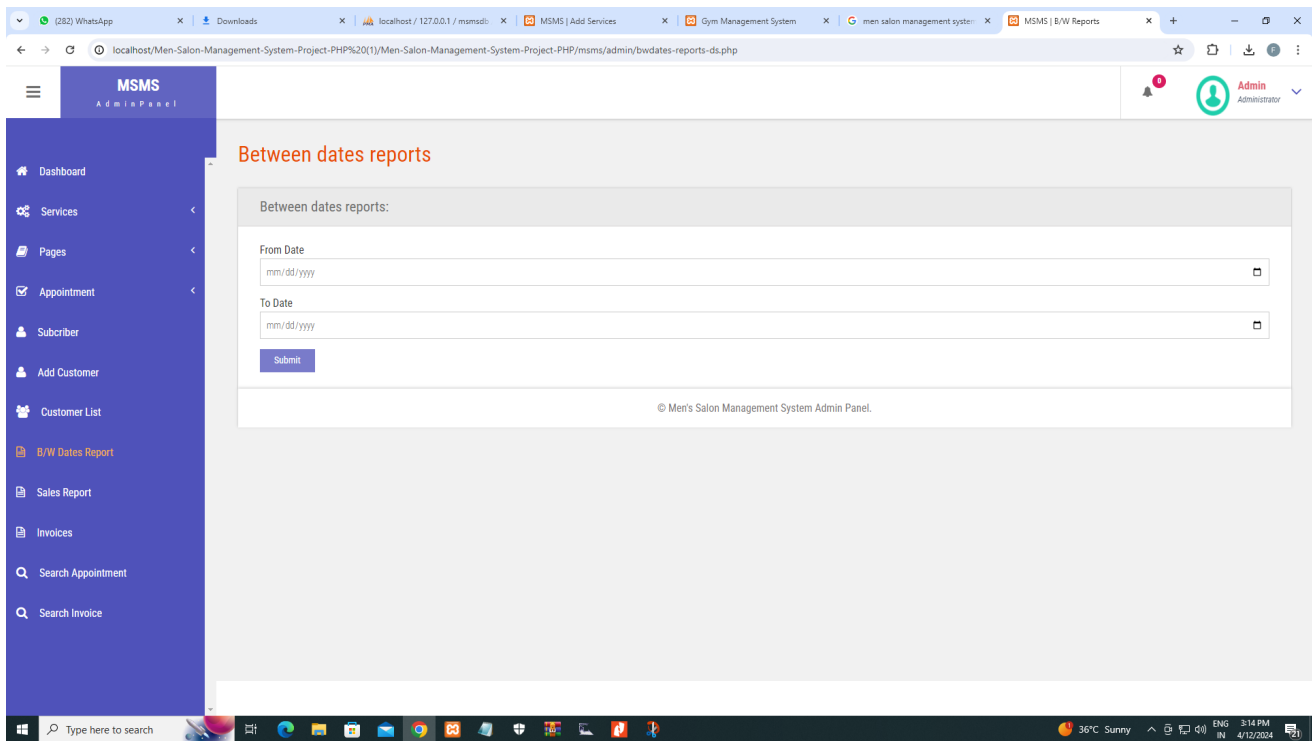 (282) WhatsApp
Downloads
localhost / 127.0.0.1 / msmsdb
MSMS | Add Services
Gym Management System
men salon management system
MSMS | B/W Reports
localhost/Men-Salon-Management-System-Project-PHP%20(1)/Men-Salon-Management-System-Project-PHP/msms/admin/bwdates-reports-ds.php
F
MSMS
AdminPanel
0
Admin
Administrator
Dashboard
Services
Pages
Appointment
Subcriber
Add Customer
Customer List
B/W Dates Report
Sales Report
Invoices
Search Appointment
Search Invoice
Between dates reports
Between dates reports:
From Date
mm/dd/yyyy
To Date
mm/dd/yyyy
Submit
© Men's Salon Management System Admin Panel.
Type here to search
36°C Sunny
ENG
IN
3:14 PM
4/12/2024
21